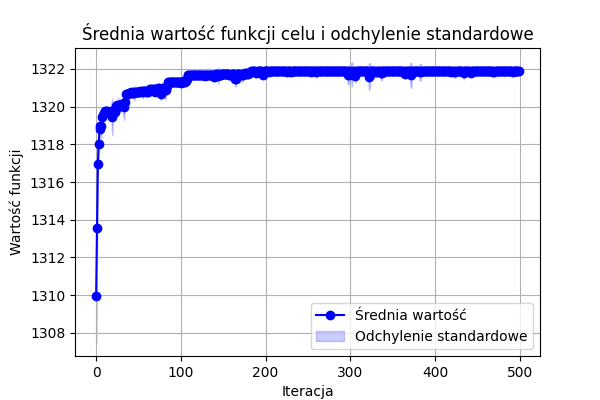 Średnia wartość funkcji celu i odchylenie standardowe
Wartość funkcji
1322
1320
1318
1316
1314
1312
1310
1308
Średnia wartość
Odchylenie standardowe
0 100 200 300 400 500
Iteracja